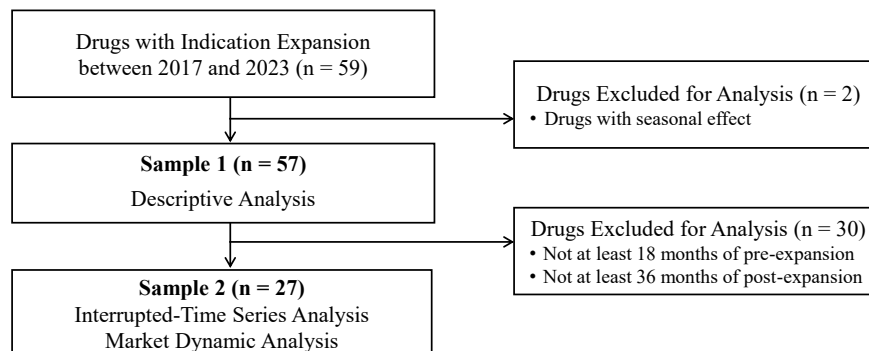 Drugs with Indication Expansion
between 2017 and 2023 (n = 59)
Drugs Excluded for Analysis (n = 2)
• Drugs with seasonal effect
Sample 1 (n = 57)
Descriptive Analysis
Drugs Excluded for Analysis (n = 30)
• Not at least 18 months of pre-expansion
• Not at least 36 months of post-expansion
Sample 2 (n = 27)
Interrupted-Time Series Analysis
Market Dynamic Analysis